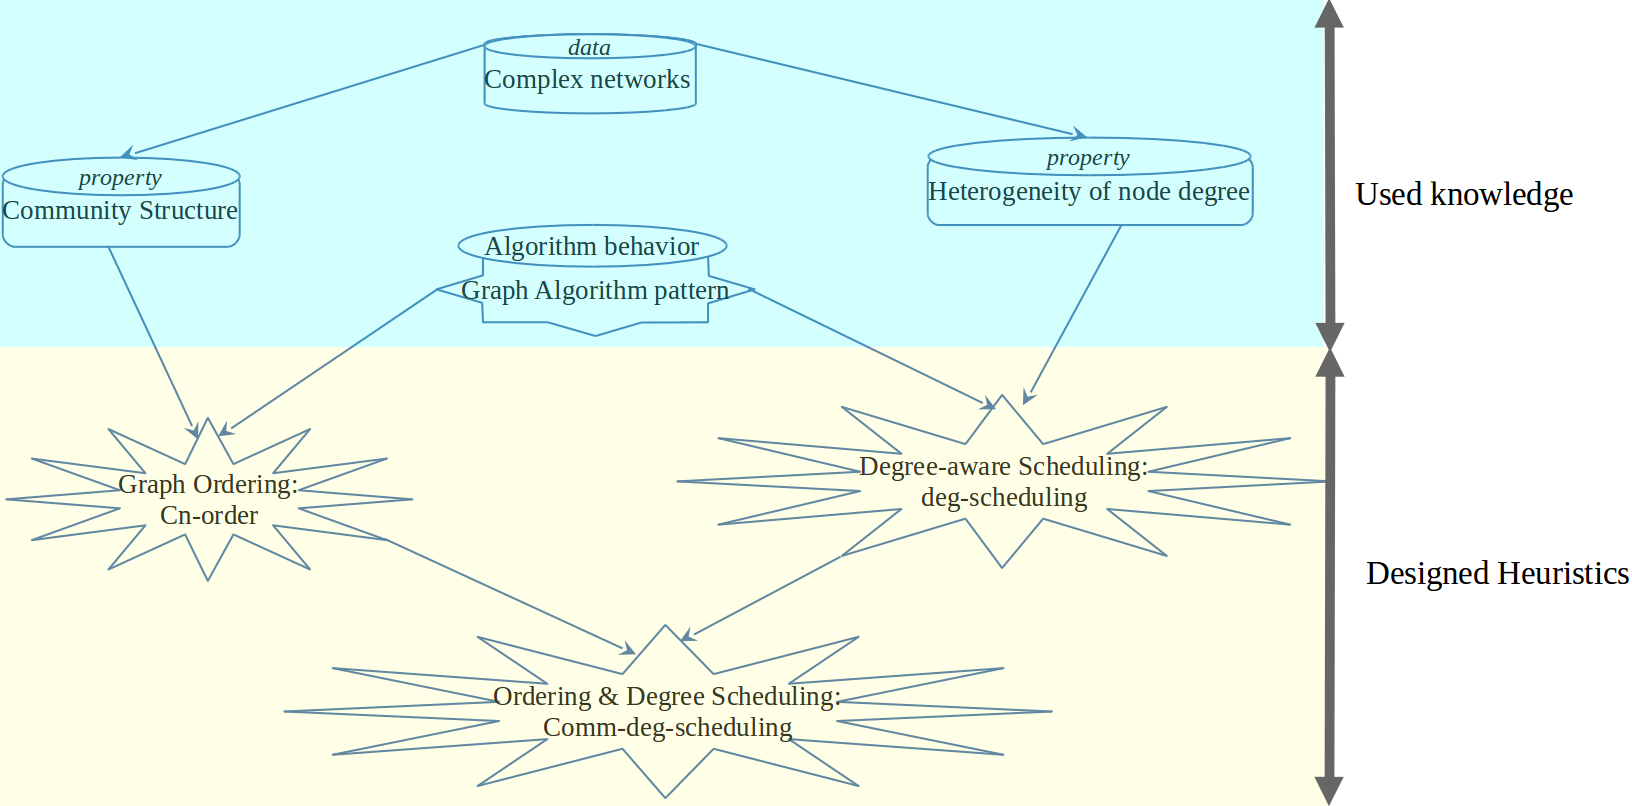 data
Complex networks
property
Community Structure
property
Heterogeneity of node degree
Used knowledge
Algorithm behavior
Graph Algorithm pattern
Graph Ordering:
Cn-order
Degree-aware Scheduling:
deg-scheduling
Designed Heuristics
Ordering & Degree Scheduling:
Comm-deg-scheduling